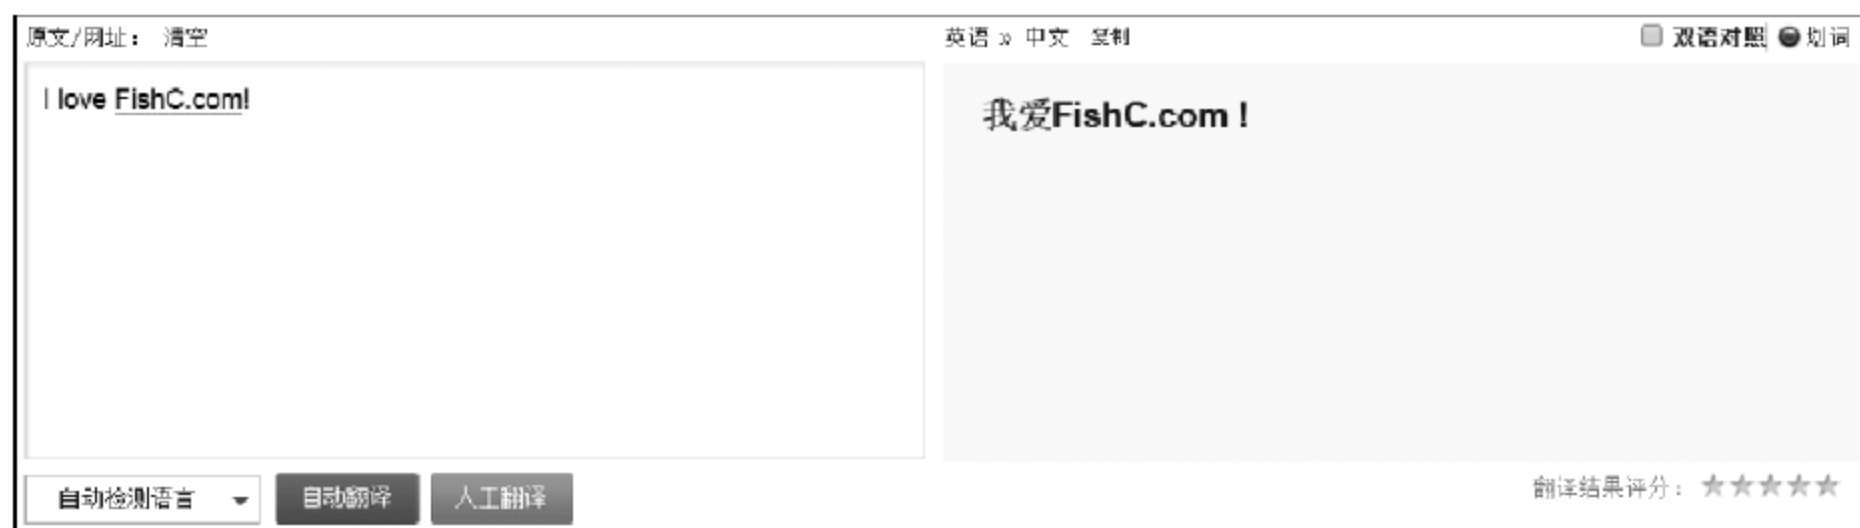 原文/网址： 清空
I love FishC.com!
英语 » 中文 复制
双语对照 划词
我爱FishC.com！
自动检测语言
自动翻译
人工翻译
翻译结果评分：